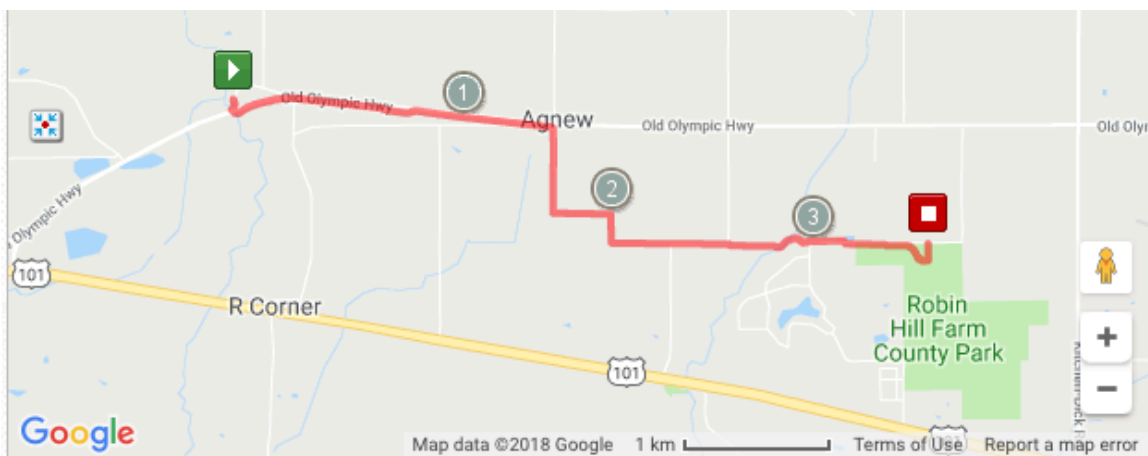 1
Old Olympic Hwy
Agnew
Old Olympic Hwy
Old Oly
2
3
Olympic Hwy
101
R Corner
Robin
Hill Farm
County Park
101
Google
Map data ©2018 Google
1 km
Terms of Use
Report a map error